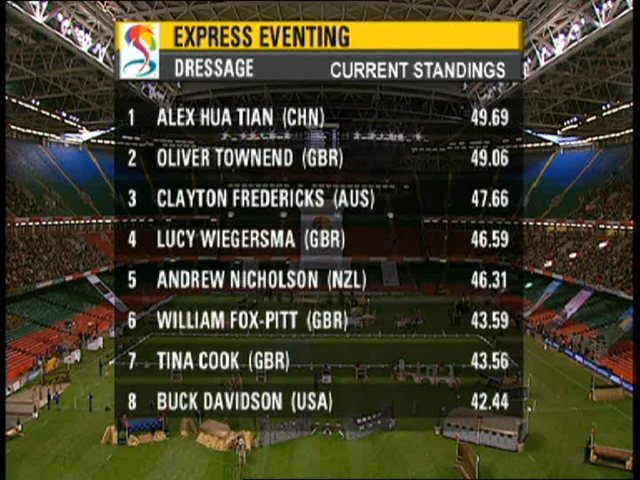 EXPRESS EVENTING
DRESSAGE CURRENT STANDINGS
1 ALEX HUA TIAN (CHN) 49.69
2 OLIVER TOWNEND (GBR) 49.06
3 CLAYTON FREDERICKS (AUS) 47.66
4 LUCY WIEGERSMA (GBR) 46.59
5 ANDREW NICHOLSON (NZL) 46.31
6 WILLIAM FOX-PITT (GBR) 43.59
7 TINA COOK (GBR) 43.56
8 BUCK DAVIDSON (USA) 42.44